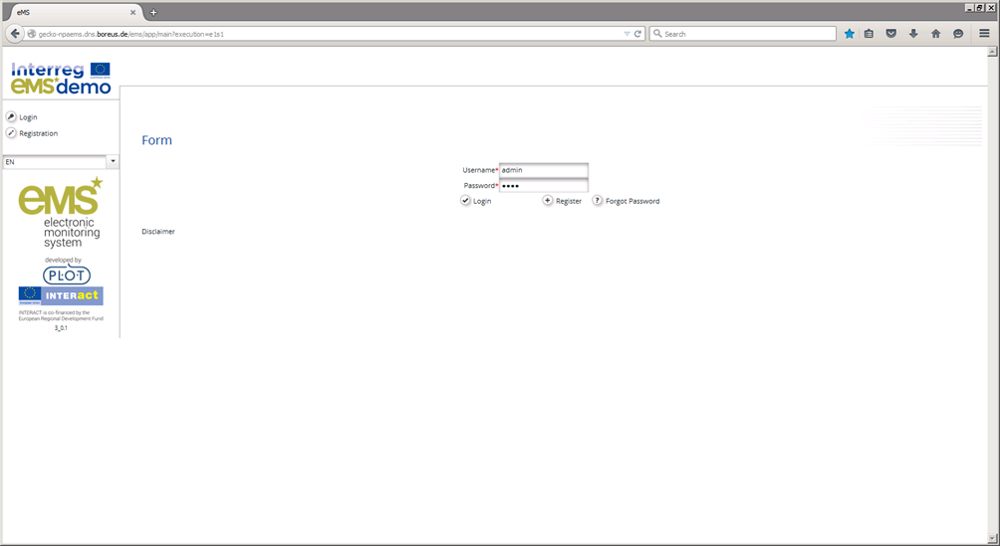 eMS
gecko-npaems.dns.boreus.de/ems/app/main?execution=e1s1
Search
Interreg
eMS demo
Login
Registration
EN
Form
Username* admin
Password* ••••
Login Register ? Forgot Password
Disclaimer
eMS
electronic
monitoring
system
developed by
PLOT
INTERact
INTERACT is co-financed by the
European Regional Development Fund
3_0.1